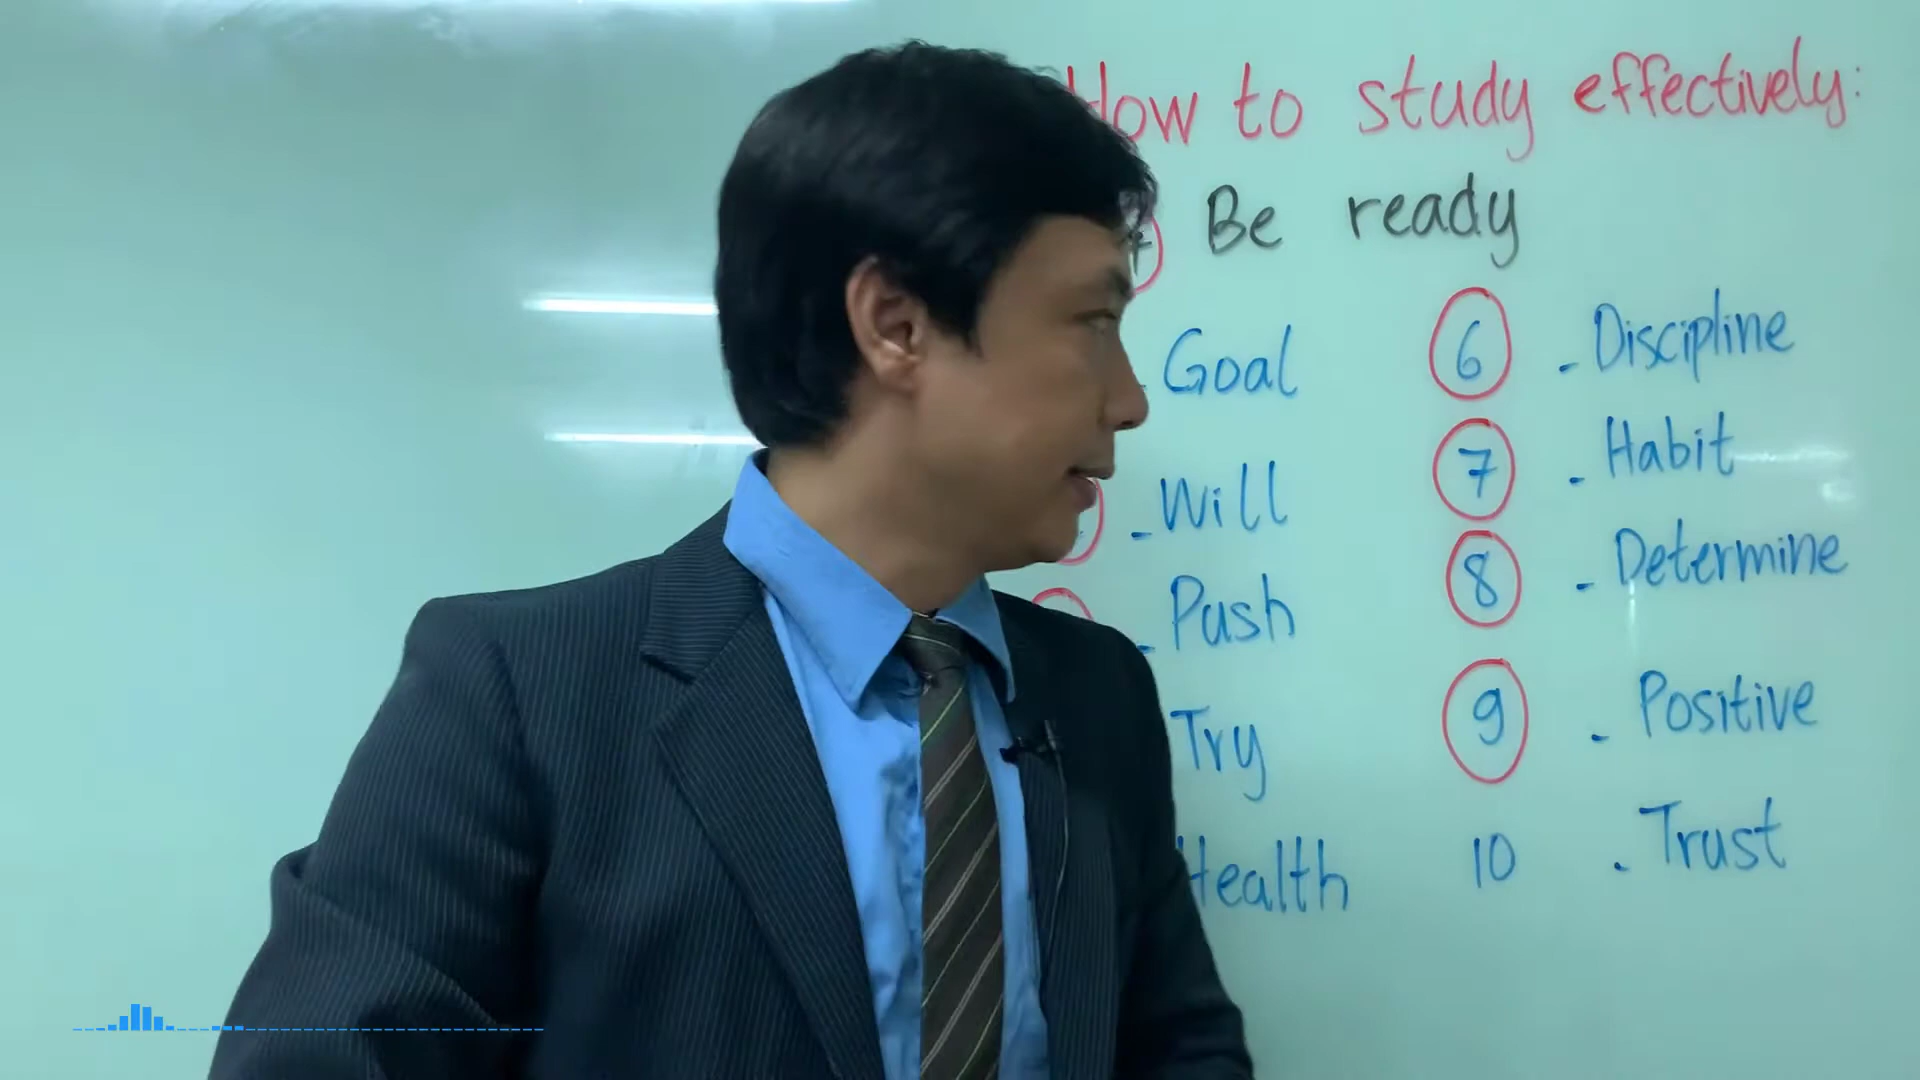 How to study effectively:
Be ready
Goal
- Will
- Push
Try
Health
6 - Discipline
7 - Habit
8 - Determine
9 - Positive
10 . Trust